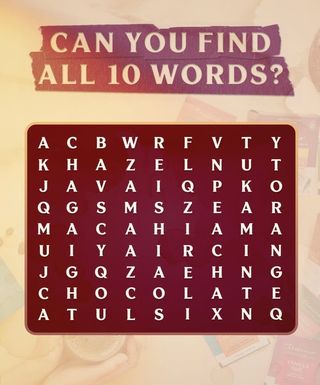 CAN YOU FIND
ALL 10 WORDS?
A C B W R F V T Y
K H A Z E L N U T
J A V A I Q P K O
Q G S M S Z E A R
M A C A H I A M A
U I Y A I R C I N
J G Q Z A E H N G
C H O C O L A T E
A T U L S I X N Q